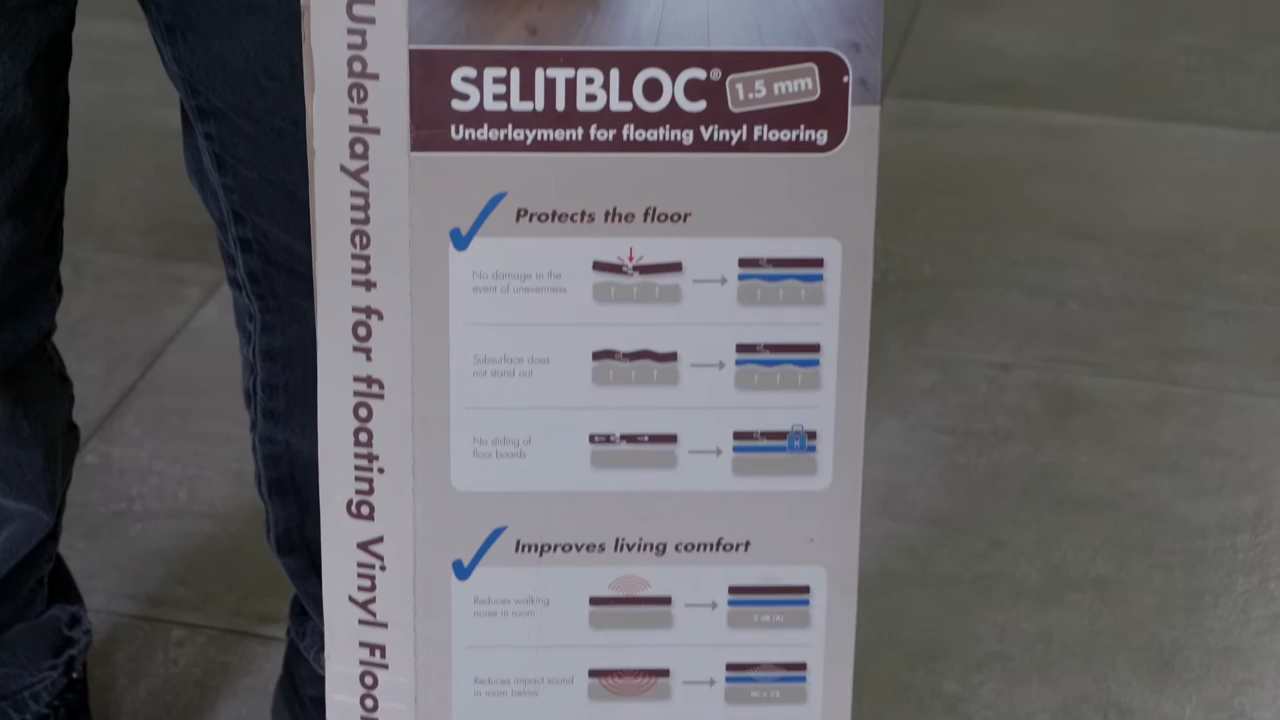 Underlayment for floating Vinyl Floor
SELITBLOC® 1.5 mm
Underlayment for floating Vinyl Flooring
Protects the floor
No damage in the
event of unevenness
Subsurface does
not stand out
No sliding of
floor boards
Improves living comfort
Reduces walking
noise in room
Reduces impact sound
in room below